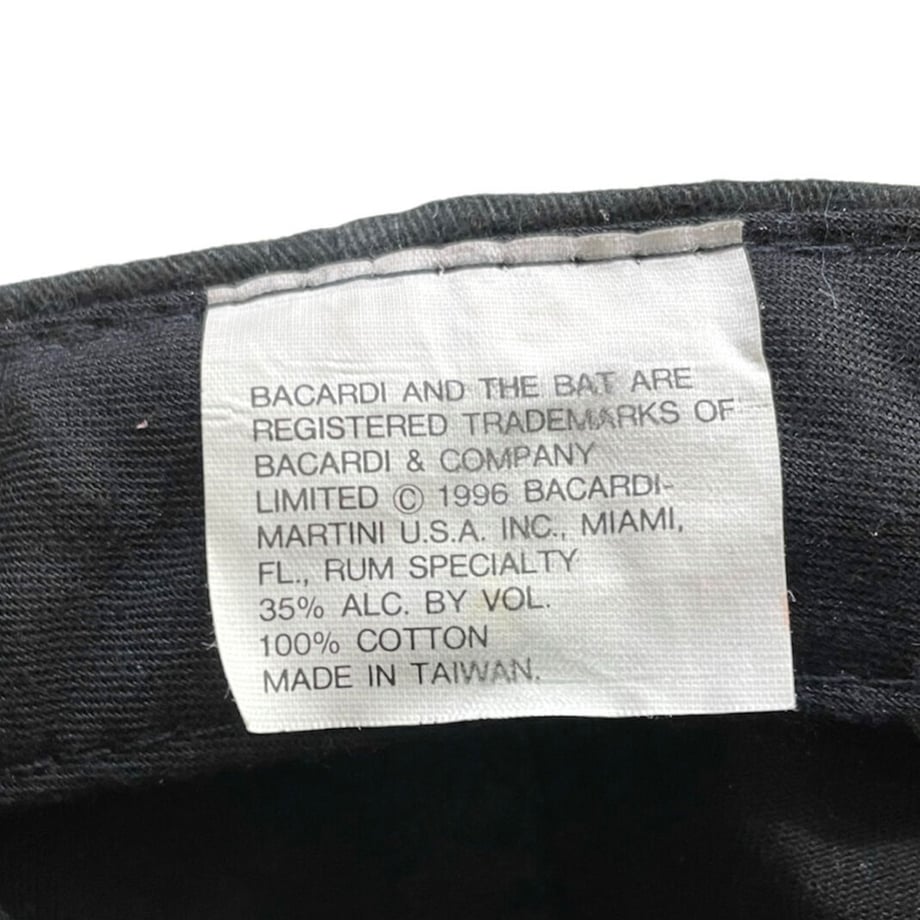 BACARDI AND THE BAT ARE
REGISTERED TRADEMARKS OF
BACARDI & COMPANY
LIMITED © 1996 BACARDI-
MARTINI U.S.A. INC., MIAMI,
FL., RUM SPECIALTY
35% ALC. BY VOL.
100% COTTON
MADE IN TAIWAN.